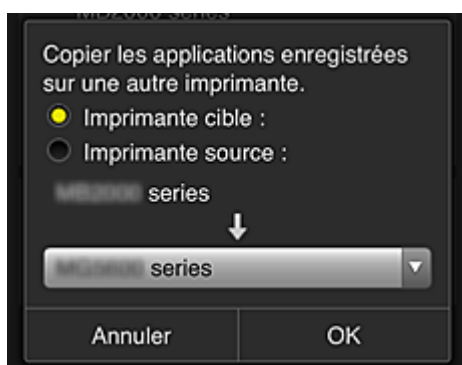 Copier les applications enregistrées
sur une autre imprimante.
Imprimante cible :
Imprimante source :
series
series
Annuler
OK